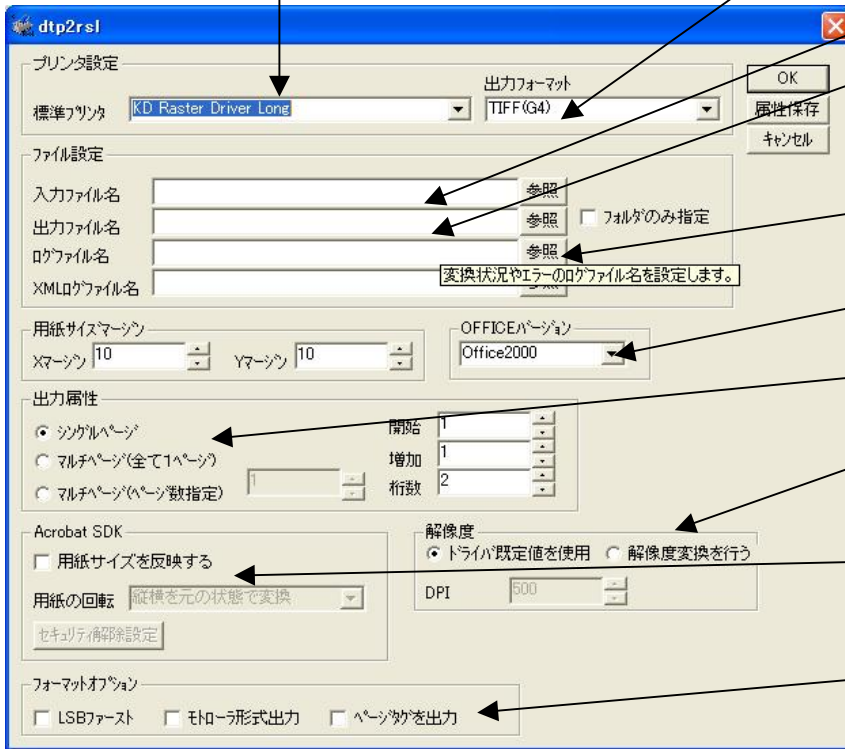 dtp2rsl
プリンタ設定
出力フォーマット
OK
標準プリンタ KD Raster Driver Long TIFF(G4) 属性保存
キャンセル
ファイル設定
入力ファイル名 参照
出力ファイル名 参照 フォルダのみ指定
ログファイル名 参照
変換状況やエラーのログファイル名を設定します。
XMLログファイル名
用紙サイズマージン OFFICEバージョン
Xマージン 10 Yマージン 10 Office2000
出力属性
シングルページ 開始 1
マルチページ(全て1ページ) 増加 1
マルチページ(ページ数指定) 1 桁数 2
Acrobat SDK 解像度
用紙サイズを反映する ドライバ既定値を使用 解像度変換を行う
用紙の回転 縦横を元の状態で変換 DPI 500
セキュリティ解除設定
フォーマットオプション
LSBファースト モトローラ形式出力 ページタグを出力